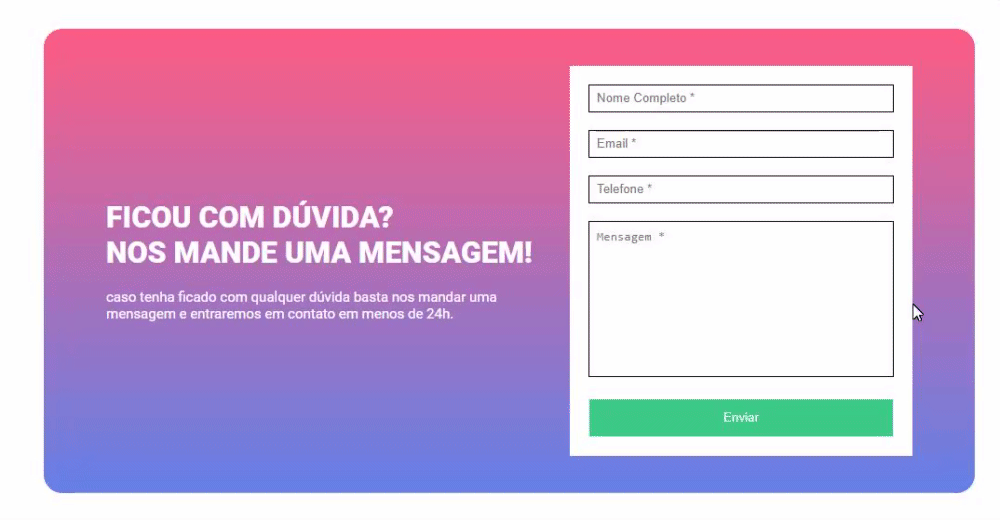 FICOU COM DÚVIDA?
NOS MANDE UMA MENSAGEM!
caso tenha ficado com qualquer dúvida basta nos mandar uma
mensagem e entraremos em contato em menos de 24h.
Nome Completo *
Email *
Telefone *
Mensagem *
Enviar